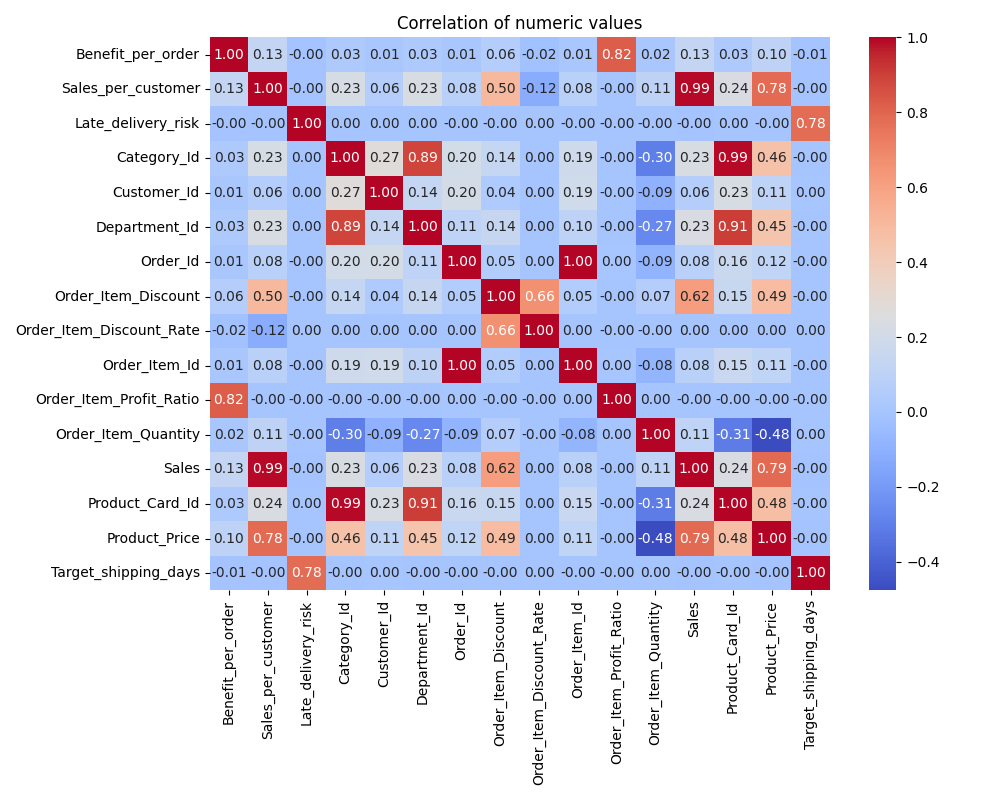 Correlation of numeric values
Benefit_per_order 1.00 0.13 -0.00 0.03 0.01 0.03 0.01 0.06 -0.02 0.01 0.82 0.02 0.13 0.03 0.10 -0.01
Sales_per_customer 0.13 1.00 -0.00 0.23 0.06 0.23 0.08 0.50 -0.12 0.08 -0.00 0.11 0.99 0.24 0.78 -0.00
Late_delivery_risk -0.00 -0.00 1.00 0.00 0.00 0.00 -0.00 -0.00 0.00 -0.00 -0.00 -0.00 -0.00 0.00 -0.00 0.78
Category_Id 0.03 0.23 0.00 1.00 0.27 0.89 0.20 0.14 0.00 0.19 -0.00 -0.30 0.23 0.99 0.46 -0.00
Customer_Id 0.01 0.06 0.00 0.27 1.00 0.14 0.20 0.04 0.00 0.19 -0.00 -0.09 0.06 0.23 0.11 0.00
Department_Id 0.03 0.23 0.00 0.89 0.14 1.00 0.11 0.14 0.00 0.10 -0.00 -0.27 0.23 0.91 0.45 -0.00
Order_Id 0.01 0.08 -0.00 0.20 0.20 0.11 1.00 0.05 0.00 1.00 0.00 -0.09 0.08 0.16 0.12 -0.00
Order_Item_Discount 0.06 0.50 -0.00 0.14 0.04 0.14 0.05 1.00 0.66 0.05 -0.00 0.07 0.62 0.15 0.49 -0.00
Order_Item_Discount_Rate -0.02 -0.12 0.00 0.00 0.00 0.00 0.00 0.66 1.00 0.00 -0.00 -0.00 0.00 0.00 0.00 0.00
Order_Item_Id 0.01 0.08 -0.00 0.19 0.19 0.10 1.00 0.05 0.00 1.00 0.00 -0.08 0.08 0.15 0.11 -0.00
Order_Item_Profit_Ratio 0.82 -0.00 -0.00 -0.00 -0.00 -0.00 0.00 -0.00 -0.00 0.00 1.00 0.00 -0.00 -0.00 -0.00 -0.00
Order_Item_Quantity 0.02 0.11 -0.00 -0.30 -0.09 -0.27 -0.09 0.07 -0.00 -0.08 0.00 1.00 0.11 -0.31 -0.48 0.00
Sales 0.13 0.99 -0.00 0.23 0.06 0.23 0.08 0.62 0.00 0.08 -0.00 0.11 1.00 0.24 0.79 -0.00
Product_Card_Id 0.03 0.24 0.00 0.99 0.23 0.91 0.16 0.15 0.00 0.15 -0.00 -0.31 0.24 1.00 0.48 -0.00
Product_Price 0.10 0.78 -0.00 0.46 0.11 0.45 0.12 0.49 0.00 0.11 -0.00 -0.48 0.79 0.48 1.00 -0.00
Target_shipping_days -0.01 -0.00 0.78 -0.00 0.00 -0.00 -0.00 -0.00 0.00 -0.00 -0.00 0.00 -0.00 -0.00 -0.00 1.00
Benefit_per_order
Sales_per_customer
Late_delivery_risk
Category_Id
Customer_Id
Department_Id
Order_Id
Order_Item_Discount
Order_Item_Discount_Rate
Order_Item_Id
Order_Item_Profit_Ratio
Order_Item_Quantity
Sales
Product_Card_Id
Product_Price
Target_shipping_days
1.0
0.8
0.6
0.4
0.2
0.0
−0.2
−0.4